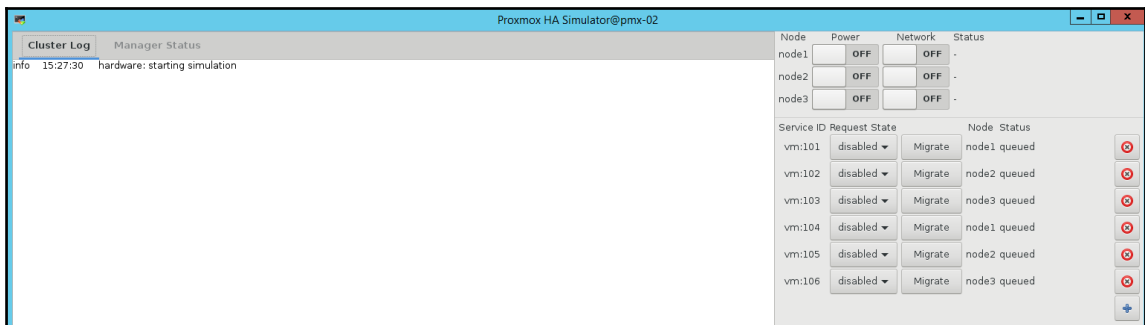 Proxmox HA Simulator@pmx-02
Cluster Log Manager Status
info 15:27:30 hardware: starting simulation
Node Power Network Status
node1 OFF OFF -
node2 OFF OFF -
node3 OFF OFF -
Service ID Request State Node Status
vm:101 disabled Migrate node1 queued
vm:102 disabled Migrate node2 queued
vm:103 disabled Migrate node3 queued
vm:104 disabled Migrate node1 queued
vm:105 disabled Migrate node2 queued
vm:106 disabled Migrate node3 queued